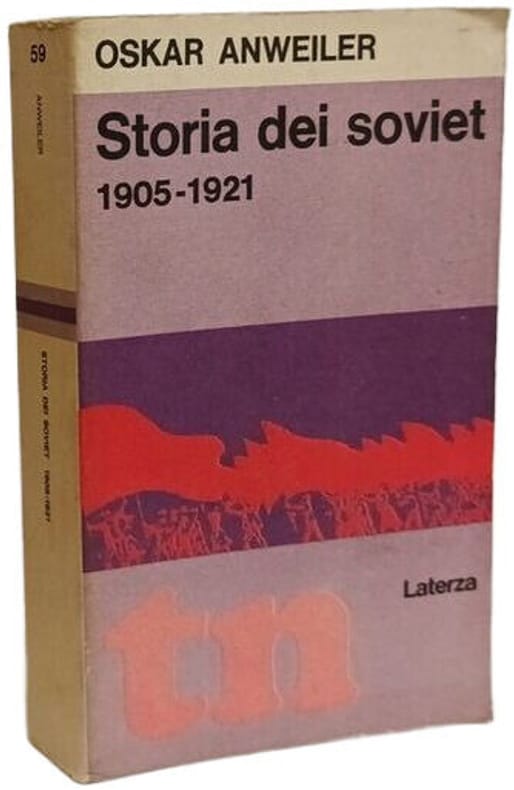 59
ANWEILER
STORIA DEI SOVIET 1905-1921
OSKAR ANWEILER
Storia dei soviet
1905-1921
Laterza
tn